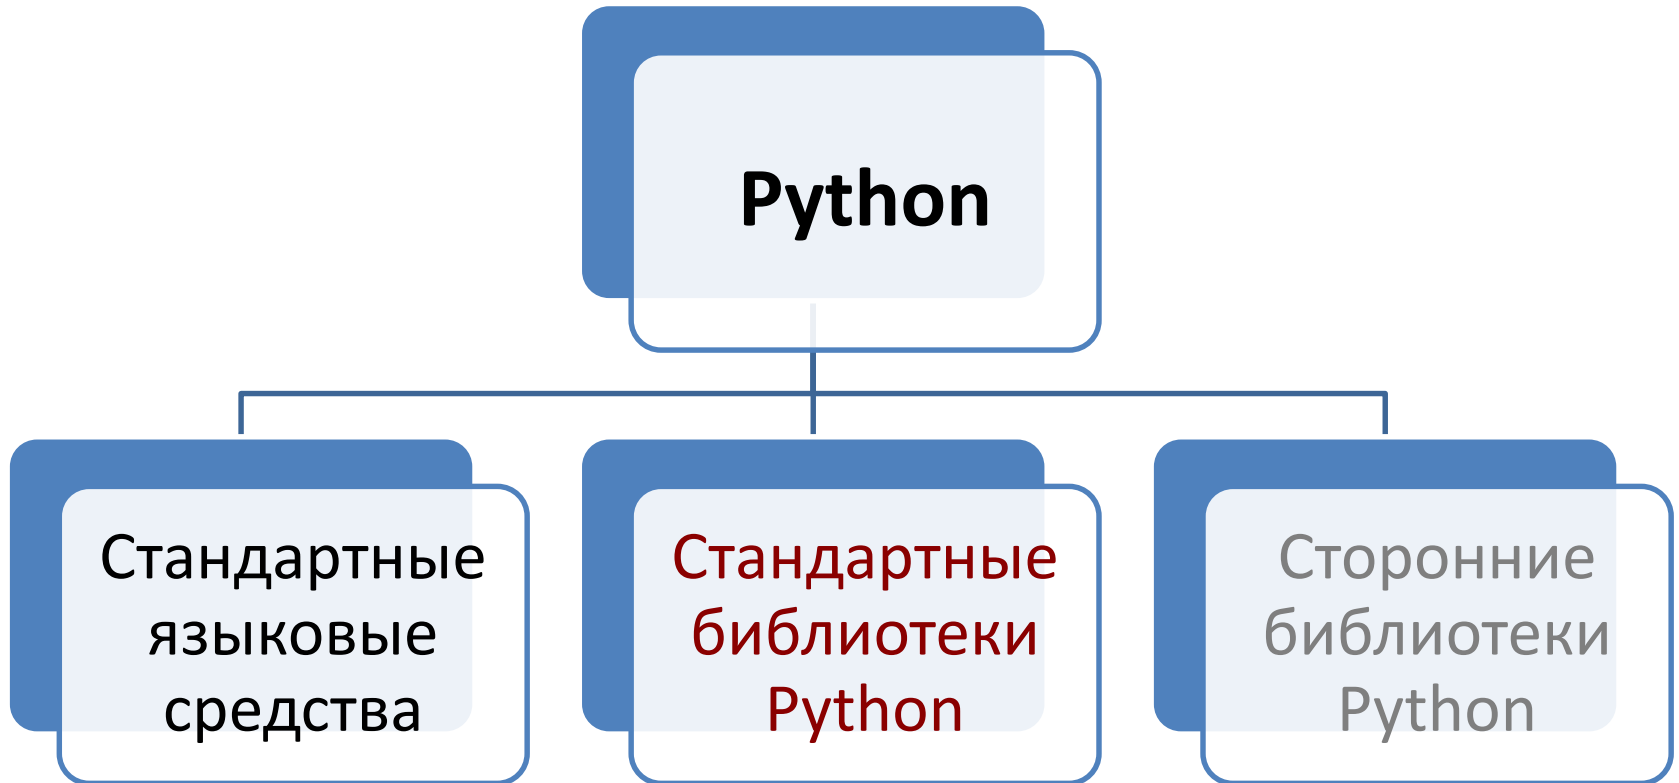 Python
Стандартные
языковые
средства
Стандартные
библиотеки
Python
Сторонние
библиотеки
Python